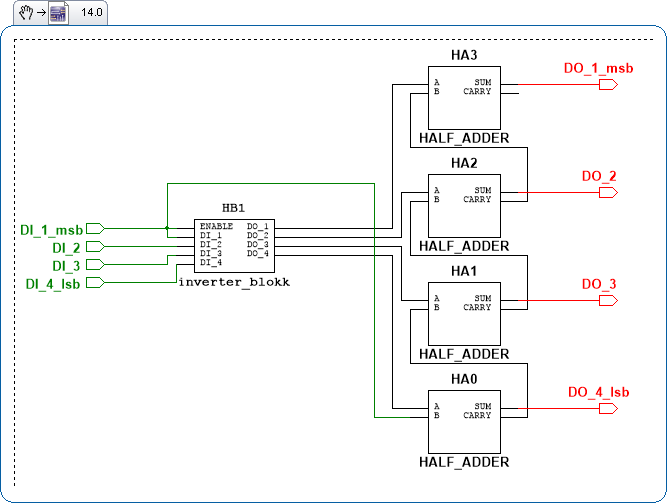 14.0
HA3
A SUM
B CARRY
HALF_ADDER
DO_1_msb
HA2
A SUM
B CARRY
HALF_ADDER
DO_2
HB1
ENABLE DO_1
DI_1 DO_2
DI_2 DO_3
DI_3 DO_4
DI_4
inverter_blokk
DI_1_msb
DI_2
DI_3
DI_4_lsb
HA1
A SUM
B CARRY
HALF_ADDER
DO_3
HA0
A SUM
B CARRY
HALF_ADDER
DO_4_lsb